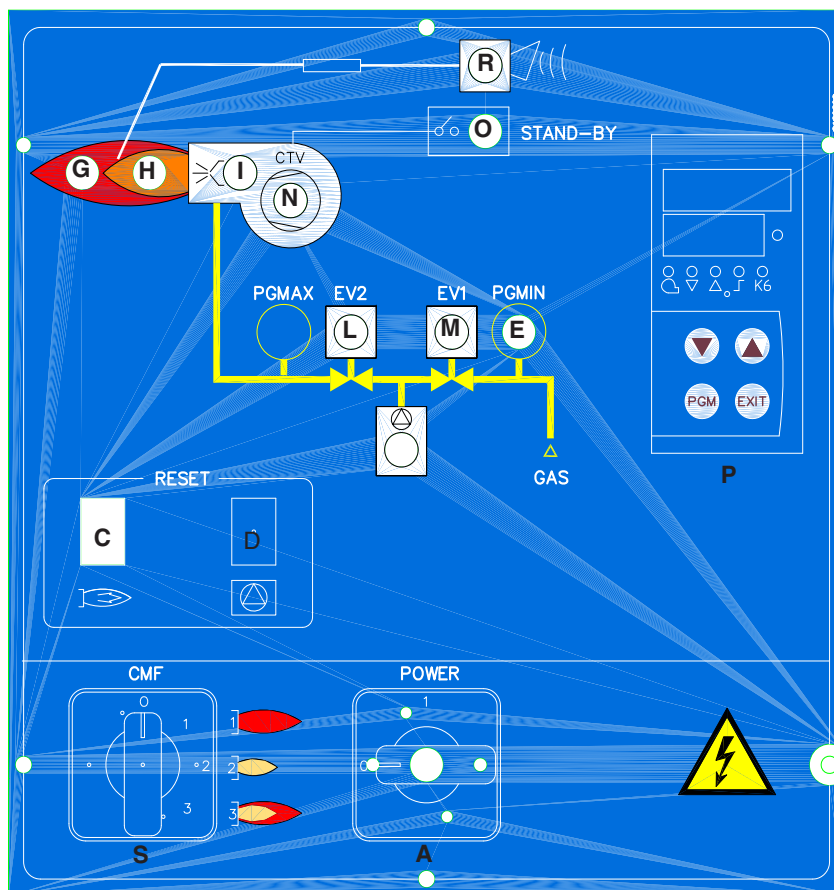 R
O STAND-BY
G H I CTV
N
PGMAX EV2 EV1 PGMIN
L M E
K6
PGM EXIT
GAS
P
RESET
C D
CMF POWER
0 1 2 3
1
2
3
1
0
S A